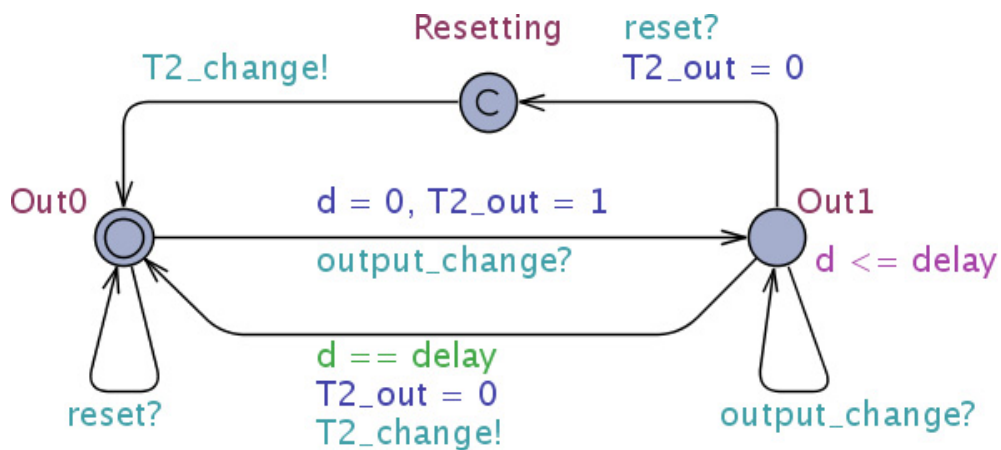 Resetting
reset?
T2_out = 0
T2_change!
C
Out0
d = 0, T2_out = 1
output_change?
Out1
d <= delay
d == delay
T2_out = 0
T2_change!
reset?
output_change?